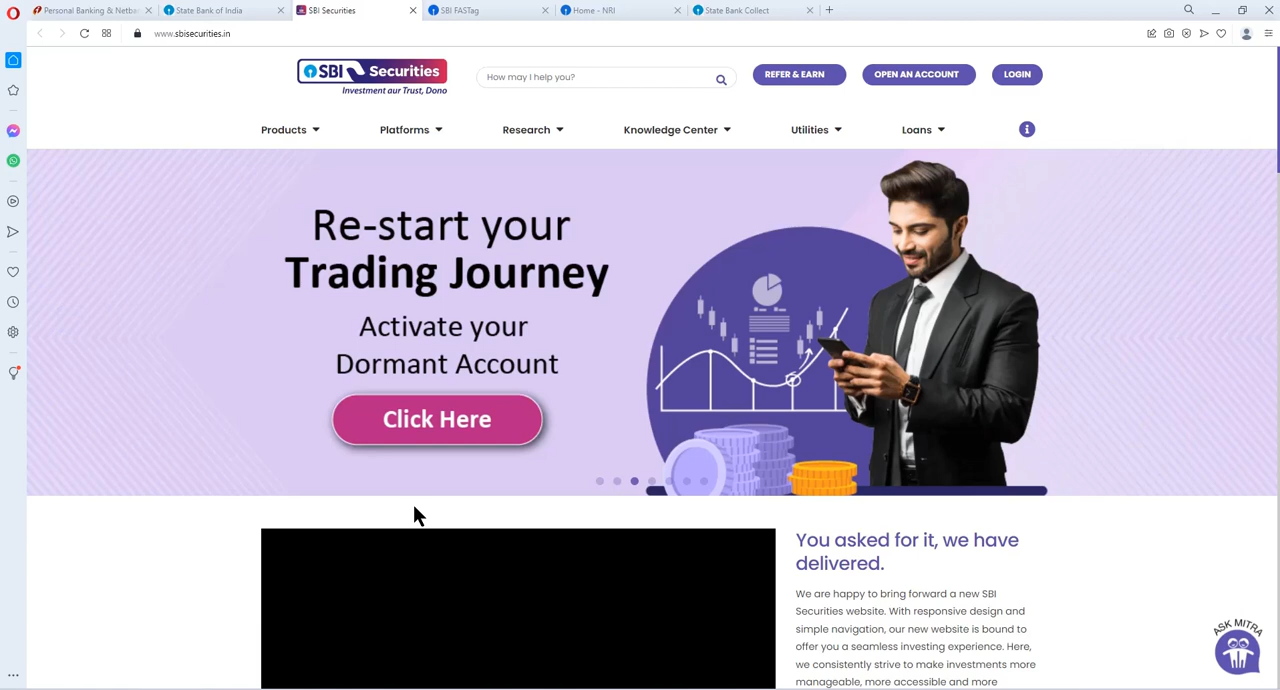 Personal Banking & Netba
State Bank of India
SBI Securities
SBI FASTag
Home - NRI
State Bank Collect
www.sbisecurities.in
SBI Securities
Investment aur Trust, Dono
How may I help you?
REFER & EARN
OPEN AN ACCOUNT
LOGIN
Products
Platforms
Research
Knowledge Center
Utilities
Loans
Re-start your
Trading Journey
Activate your
Dormant Account
Click Here
You asked for it, we have
delivered.
We are happy to bring forward a new SBI
Securities website. With responsive design and
simple navigation, our new website is bound to
offer you a seamless investing experience. Here,
we consistently strive to make investments more
manageable, more accessible and more
ASK MITRA